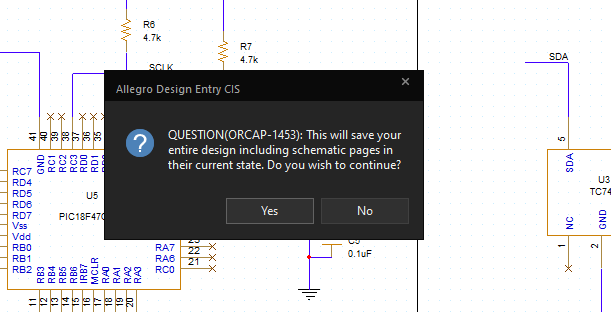 R6
4.7k
R7
4.7k
SCLK
SDA
Allegro Design Entry CIS
QUESTION(ORCAP-1453): This will save your
entire design including schematic pages in
their current state. Do you wish to continue?
Yes
No
41
40
39
38
37
36
35
GND
RC1
RC2
RC3
RD0
RD1
RC7
RD4
RD5
RD6
RD7
Vss
Vdd
RB0
RB1
RB2
U5
PIC18F470
RA7
RA6
RC0
23
22
21
RB3
RB4
RB5
RB6
IRB7
MCLR
RA0
RA1
RA2
RA3
11
12
13
14
15
16
17
18
19
20
0.1uF
5
SDA
U3
TC74
NC
GND
1
2